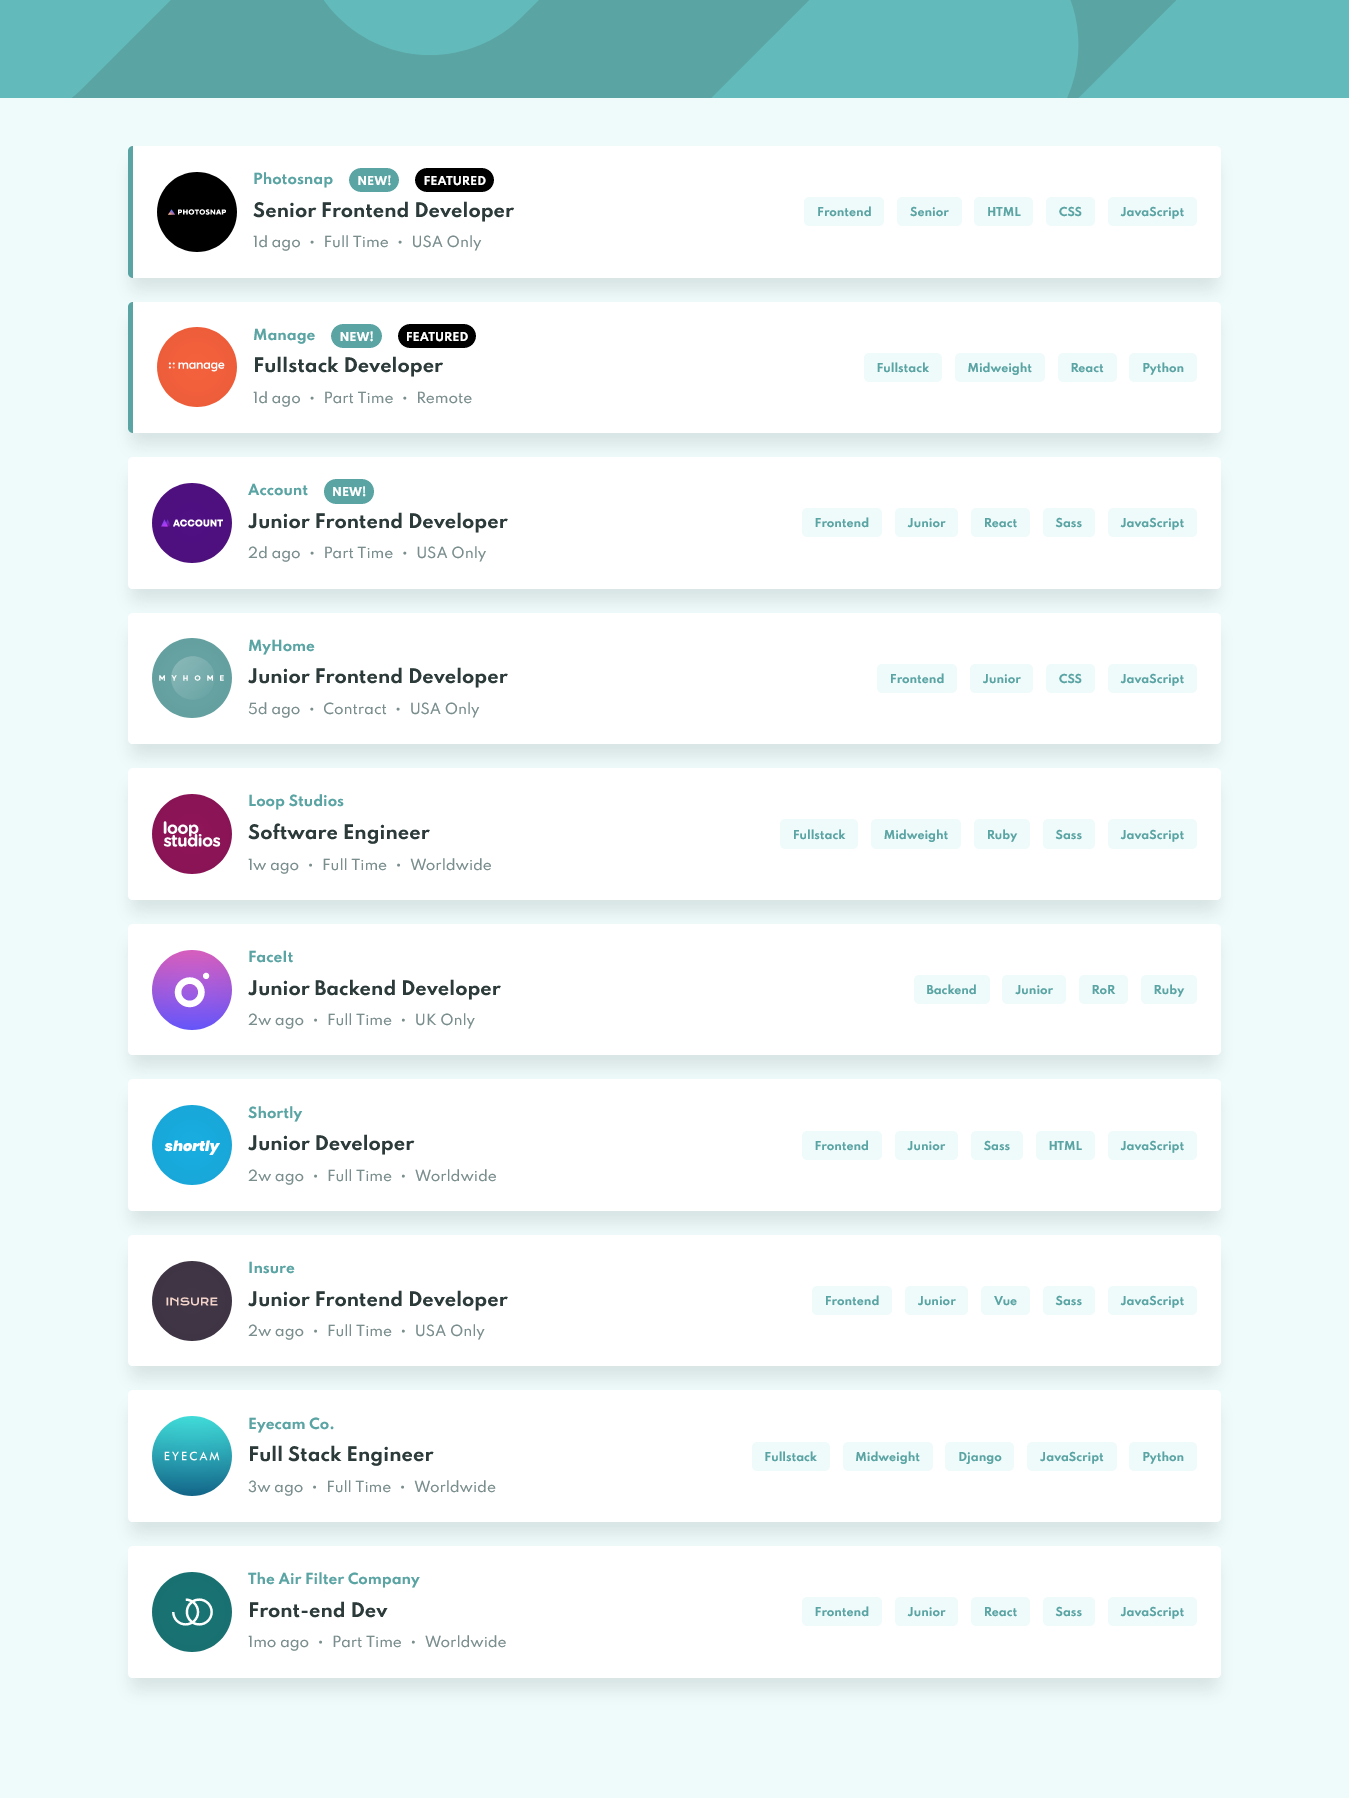 Photosnap NEW! FEATURED
PHOTOSNAP
Senior Frontend Developer
1d ago • Full Time • USA Only
Frontend Senior HTML CSS JavaScript
Manage NEW! FEATURED
manage
Fullstack Developer
1d ago • Part Time • Remote
Fullstack Midweight React Python
Account NEW!
ACCOUNT
Junior Frontend Developer
2d ago • Part Time • USA Only
Frontend Junior React Sass JavaScript
MyHome
MYHOME
Junior Frontend Developer
5d ago • Contract • USA Only
Frontend Junior CSS JavaScript
Loop Studios
loop
studios
Software Engineer
1w ago • Full Time • Worldwide
Fullstack Midweight Ruby Sass JavaScript
FaceIt
Junior Backend Developer
2w ago • Full Time • UK Only
Backend Junior RoR Ruby
Shortly
shortly
Junior Developer
2w ago • Full Time • Worldwide
Frontend Junior Sass HTML JavaScript
Insure
INSURE
Junior Frontend Developer
2w ago • Full Time • USA Only
Frontend Junior Vue Sass JavaScript
Eyecam Co.
EYECAM
Full Stack Engineer
3w ago • Full Time • Worldwide
Fullstack Midweight Django JavaScript Python
The Air Filter Company
Front-end Dev
1mo ago • Part Time • Worldwide
Frontend Junior React Sass JavaScript